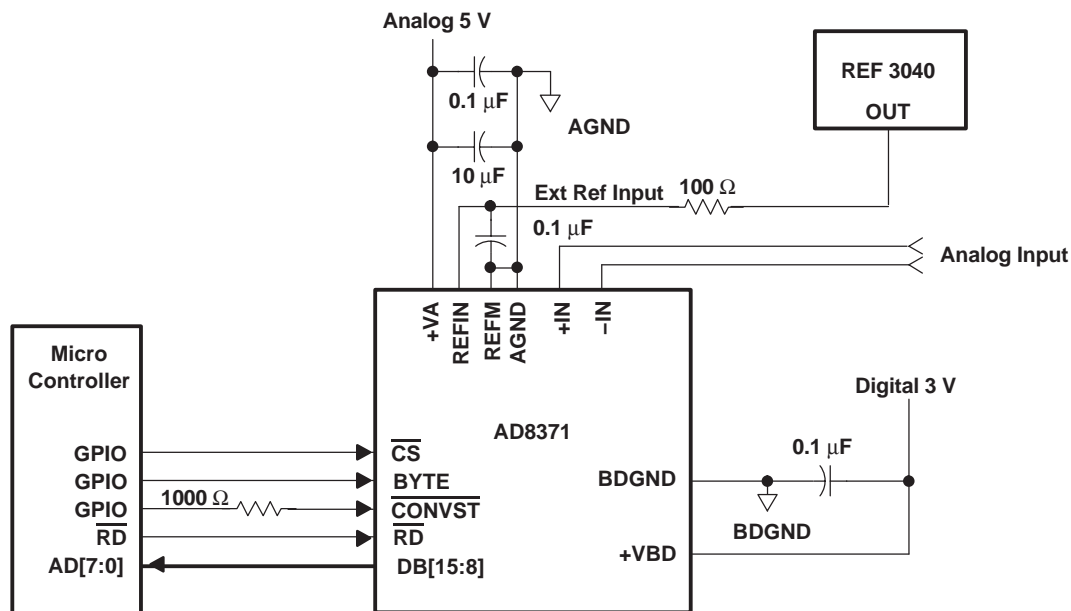 Analog 5 V
0.1 μF
AGND
10 μF
REF 3040
OUT
Ext Ref Input
100 Ω
0.1 μF
Analog Input
+VA
REFIN
REFM
AGND
+IN
−IN
Micro
Controller
GPIO
GPIO
GPIO
RD
AD[7:0]
1000 Ω
AD8371
CS
BYTE
CONVST
RD
DB[15:8]
BDGND
+VBD
Digital 3 V
0.1 μF
BDGND